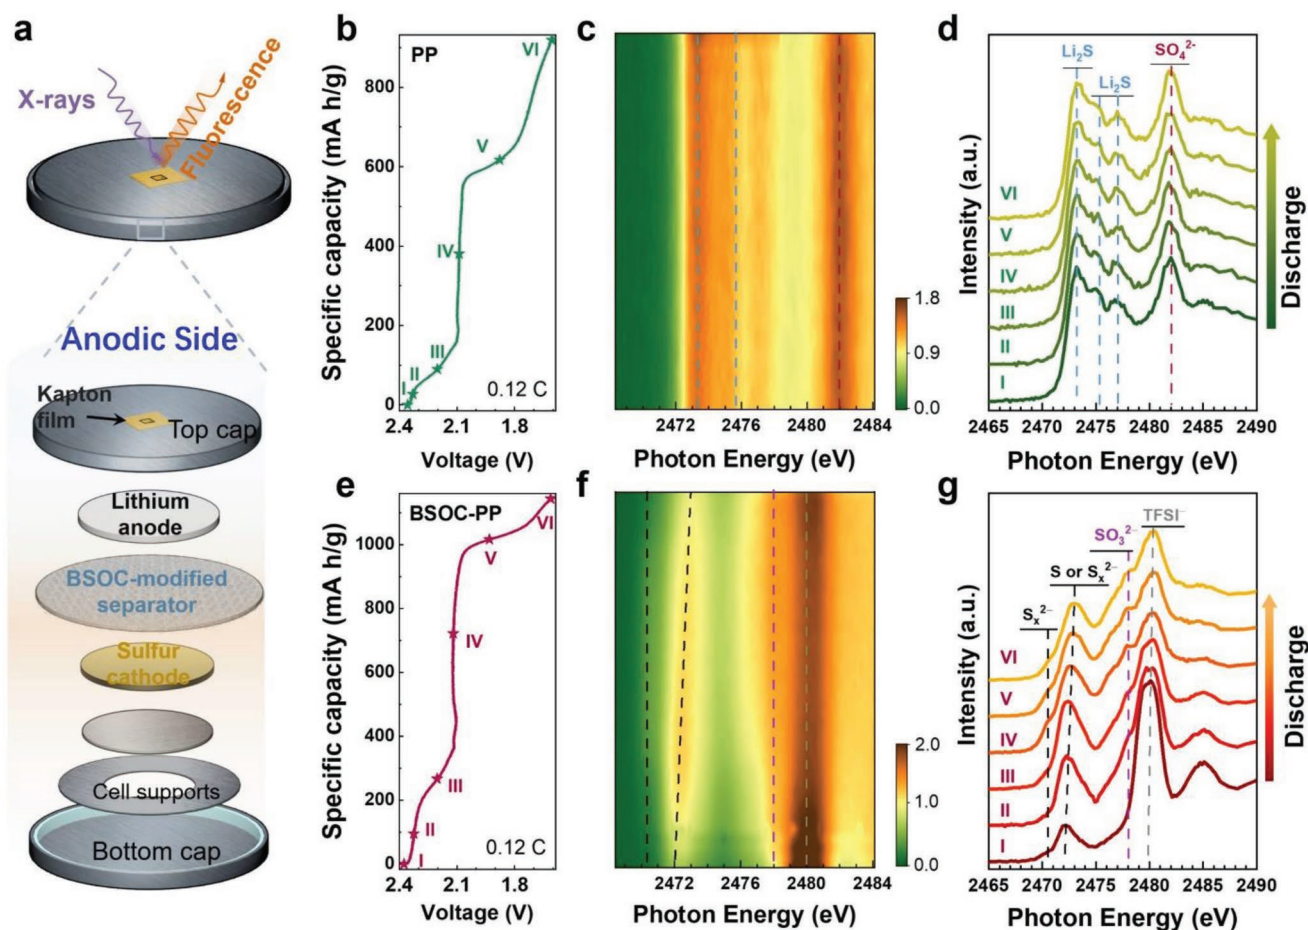 a
X-rays
Fluorescence
Anodic Side
Kapton
film
Top cap
Lithium
anode
BSOC-modified
separator
Sulfur
cathode
Cell supports
Bottom cap
b
PP
VI
V
IV
III
I II
0.12 C
0
200
400
600
800
Specific capacity (mA h/g)
2.4 2.1 1.8
Voltage (V)
c
1.8
0.9
0.0
2472 2476 2480 2484
Photon Energy (eV)
d
Li₂S
Li₂S
SO₄²⁻
VI
V
IV
III
II
I
Discharge
Intensity (a.u.)
2465 2470 2475 2480 2485 2490
Photon Energy (eV)
e
BSOC-PP
VI
V
IV
III
II
I
0.12 C
0
200
400
600
800
1000
Specific capacity (mA h/g)
2.4 2.1 1.8
Voltage (V)
f
2.0
1.0
0.0
2472 2476 2480 2484
Photon Energy (eV)
g
TFSI⁻
SO₃²⁻
S or Sₓ²⁻
Sₓ²⁻
VI
V
IV
III
II
I
Discharge
Intensity (a.u.)
2465 2470 2475 2480 2485 2490
Photon Energy (eV)